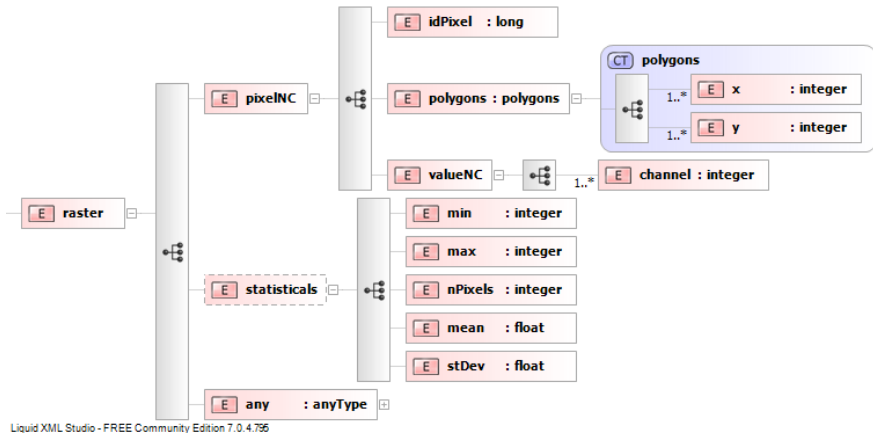 E idPixel : long
CT polygons
E x : integer
1..*
E pixelNC
E polygons : polygons
E y : integer
1..*
E valueNC
E channel : integer
1..*
E raster
E min : integer
E max : integer
E statisticals
E nPixels : integer
E mean : float
E stDev : float
E any : anyType
Liquid XML Studio - FREE Community Edition 7.0.4.795